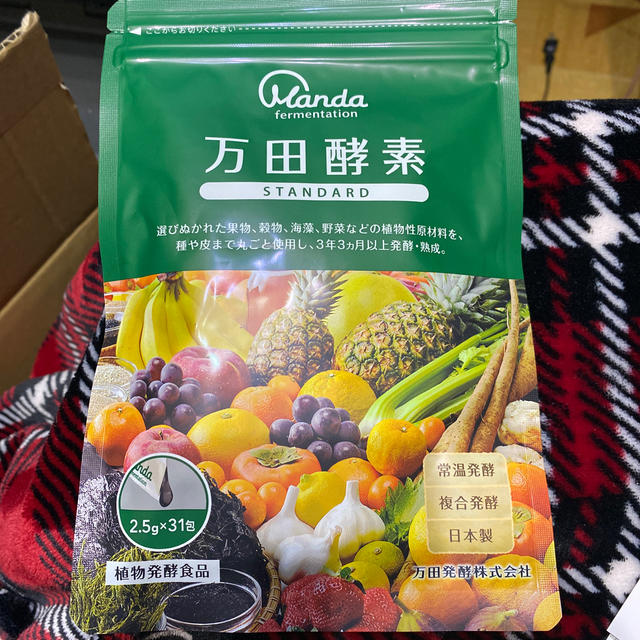 ここからお切りください
Manda
fermentation
万田酵素
STANDARD
選びぬかれた果物、穀物、海藻、野菜などの植物性原材料を、
種や皮まで丸ごと使用し、3年3ヵ月以上発酵・熟成。
anda
mentation
2.5g×31包
植物発酵食品
常温発酵
複合発酵
日本製
万田発酵株式会社